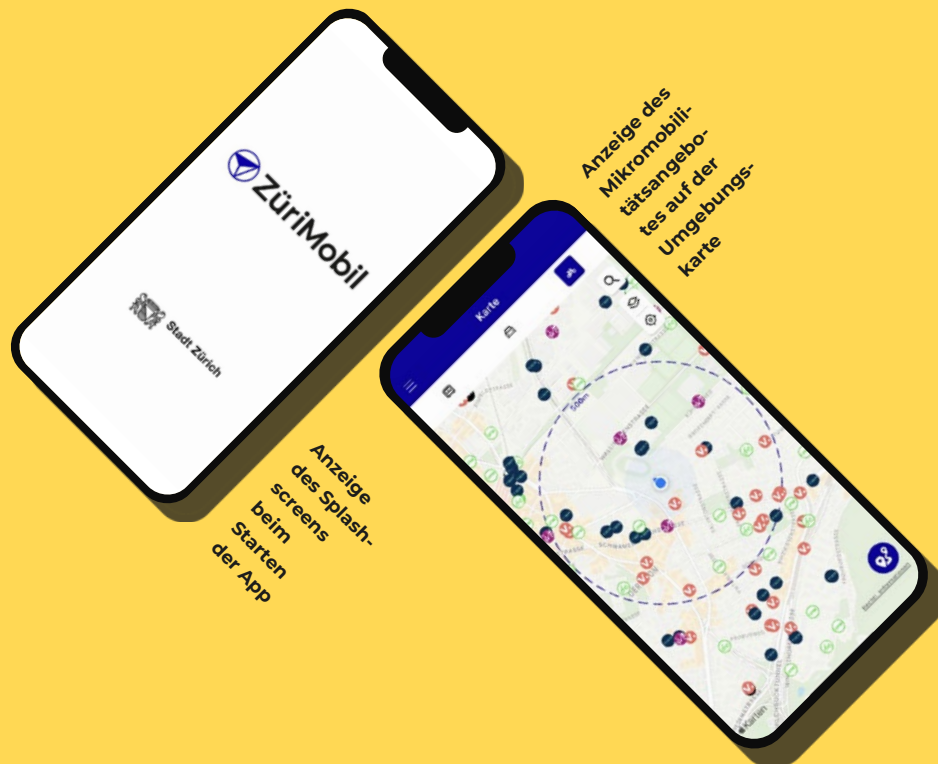 ZüriMobil
Stadt Zürich
Anzeige
des Splash-
screens
beim
Starten
der App
Anzeige des
Mikromobili-
tätsangebo-
tes auf der
Umgebungs-
karte
Karte
500m
Karten